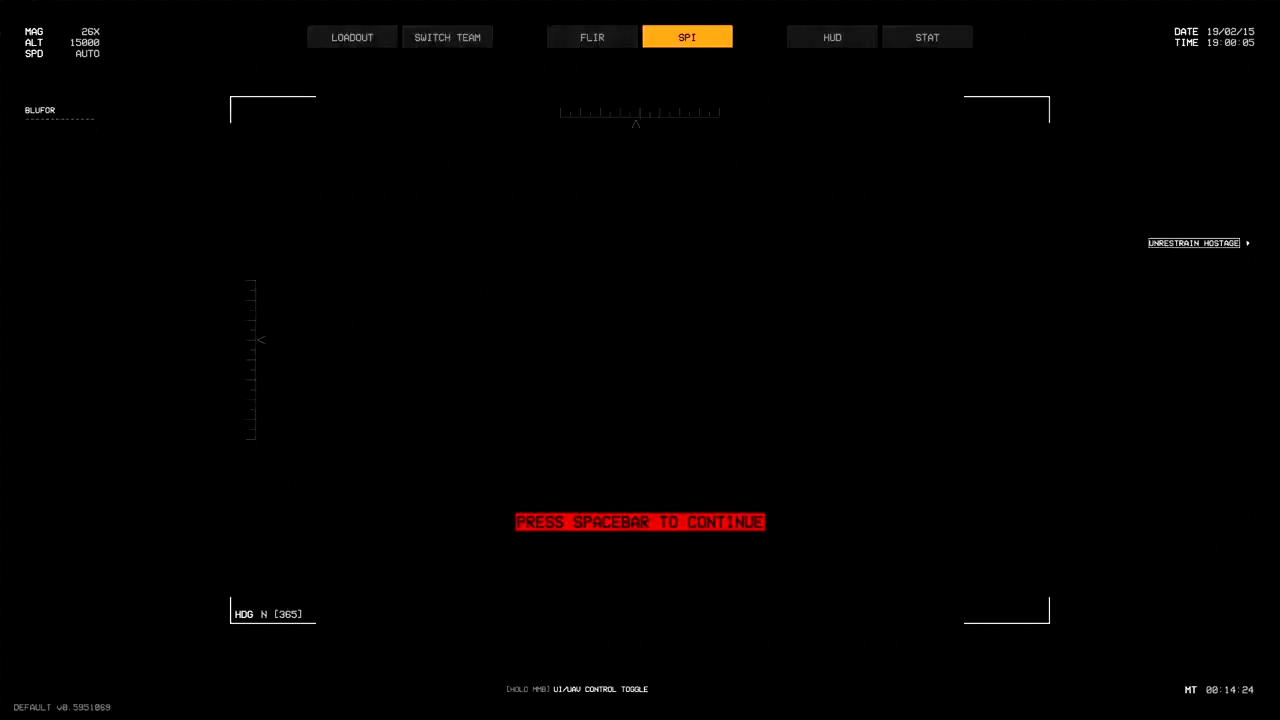 MAG 26X
ALT 15000
SPD AUTO
LOADOUT
SWITCH TEAM
FLIR
SPI
HUD
STAT
DATE 19/02/15
TIME 19:00:05
BLUFOR
UNRESTRAIN HOSTAGE
PRESS SPACEBAR TO CONTINUE
HDG N [365]
[HOLD MMB] UI/UAV CONTROL TOGGLE
MT 00:14:24
DEFAULT v0.5951069